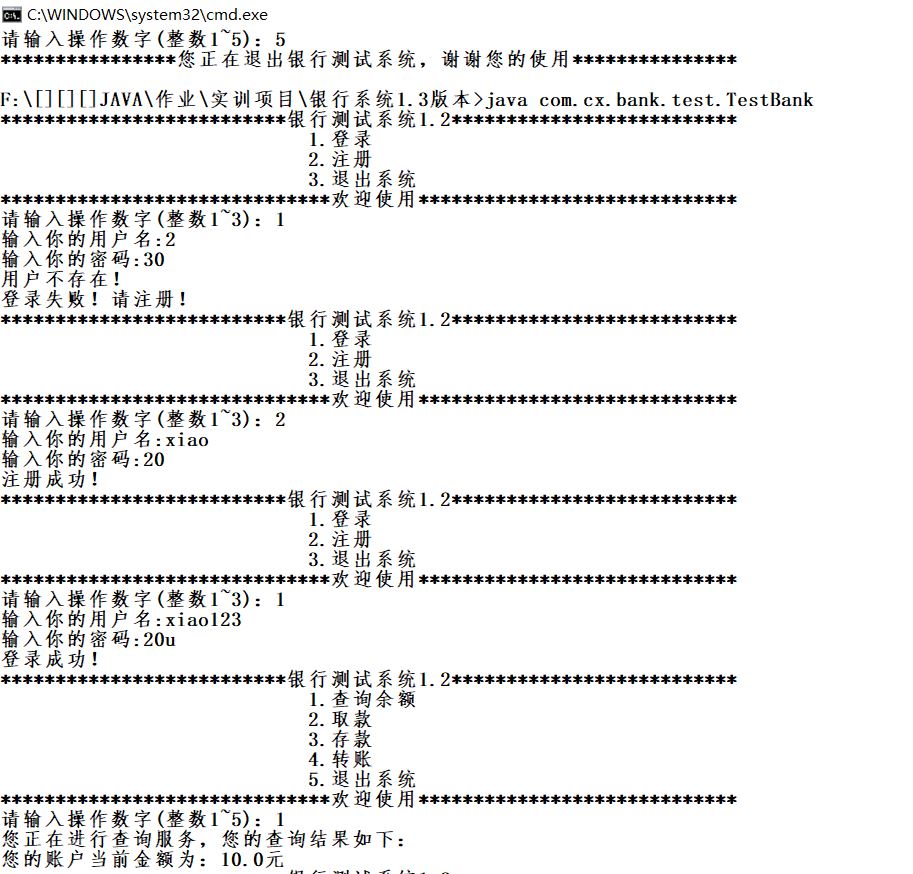 C:\WINDOWS\system32\cmd.exe
请输入操作数字(整数1~5): 5
****************您正在退出银行测试系统，谢谢您的使用***************
F:\[][][]JAVA\作业\实训项目\银行系统1.3版本>java com.cx.bank.test.TestBank
**************************银行测试系统1.2**************************
1.登录
2.注册
3.退出系统
******************************欢迎使用*****************************
请输入操作数字(整数1~3): 1
输入你的用户名:2
输入你的密码:30
用户不存在!
登录失败! 请注册!
**************************银行测试系统1.2**************************
1.登录
2.注册
3.退出系统
******************************欢迎使用*****************************
请输入操作数字(整数1~3): 2
输入你的用户名:xiao
输入你的密码:20
注册成功!
**************************银行测试系统1.2**************************
1.登录
2.注册
3.退出系统
******************************欢迎使用*****************************
请输入操作数字(整数1~3): 1
输入你的用户名:xiao123
输入你的密码:20u
登录成功!
**************************银行测试系统1.2**************************
1.查询余额
2.取款
3.存款
4.转账
5.退出系统
******************************欢迎使用*****************************
请输入操作数字(整数1~5): 1
您正在进行查询服务，您的查询结果如下:
您的账户当前金额为: 10.0元